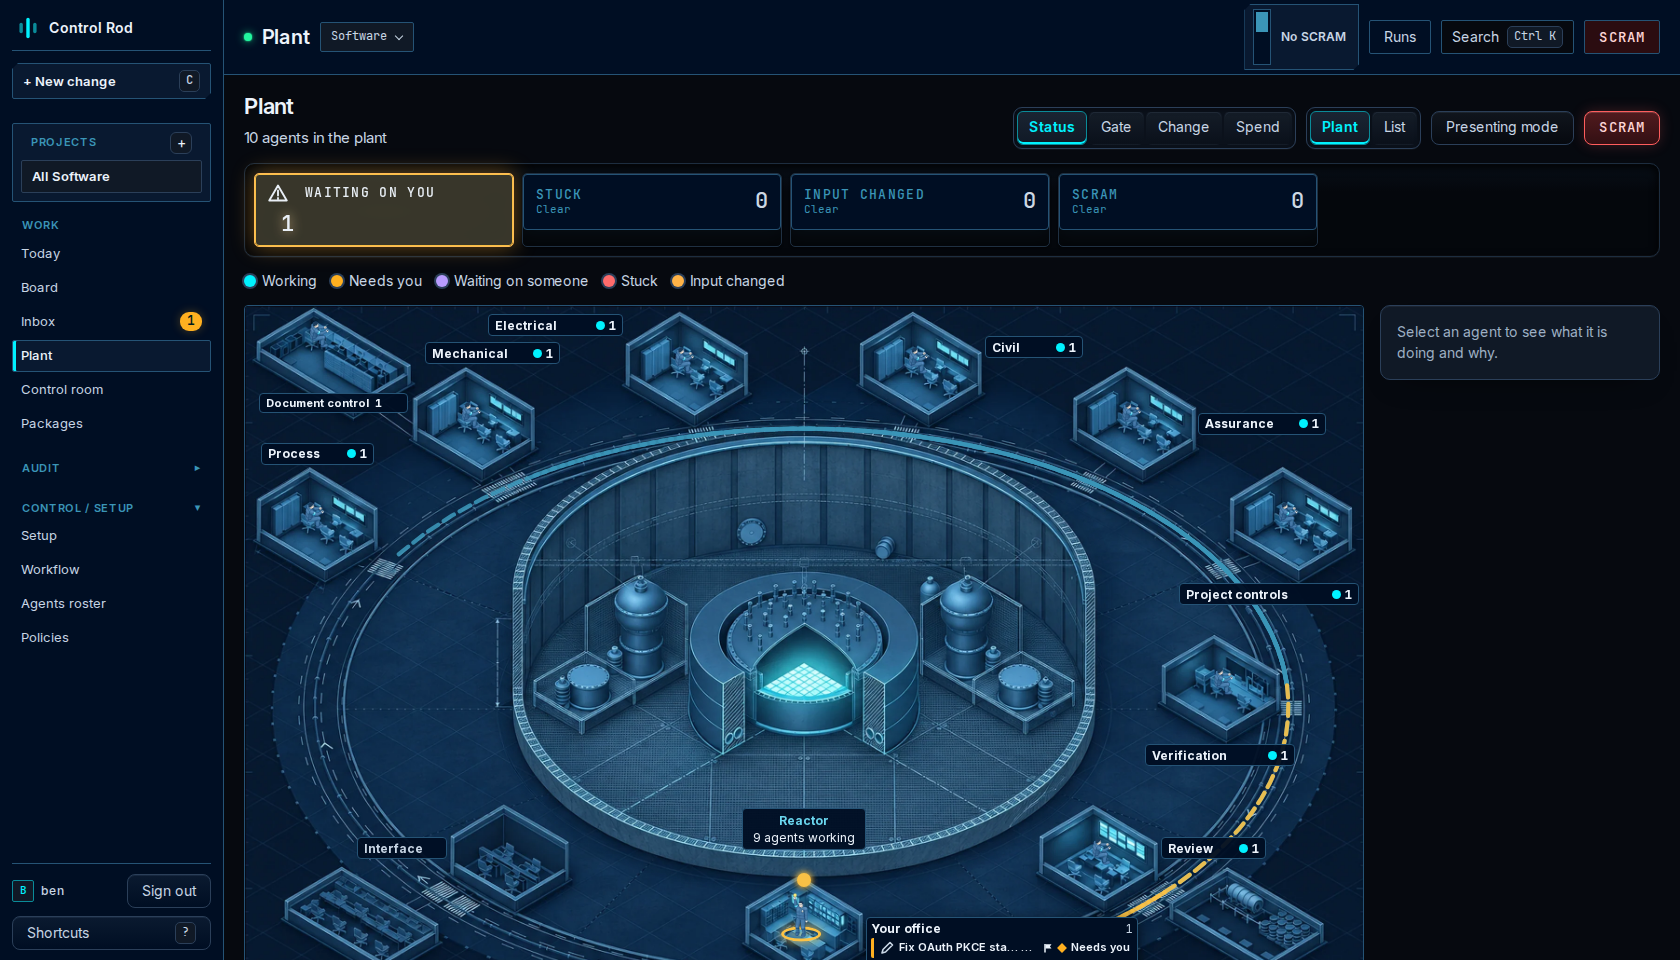 Control Rod
+ New change C
PROJECTS +
All Software
WORK
Today
Board
Inbox 1
Plant
Control room
Packages
AUDIT
CONTROL / SETUP
Setup
Workflow
Agents roster
Policies
B ben Sign out
Shortcuts ?
Plant Software
No SCRAM Runs Search Ctrl K SCRAM
Plant
10 agents in the plant
Status Gate Change Spend Plant List Presenting mode SCRAM
WAITING ON YOU
1
STUCK 0
Clear
INPUT CHANGED 0
Clear
SCRAM 0
Clear
Working Needs you Waiting on someone Stuck Input changed
Electrical 1
Mechanical 1
Civil 1
Document control 1
Assurance 1
Process 1
Project controls 1
Verification 1
Reactor
9 agents working
Interface
Review 1
Your office 1
Fix OAuth PKCE sta... ... Needs you
Select an agent to see what it is
doing and why.